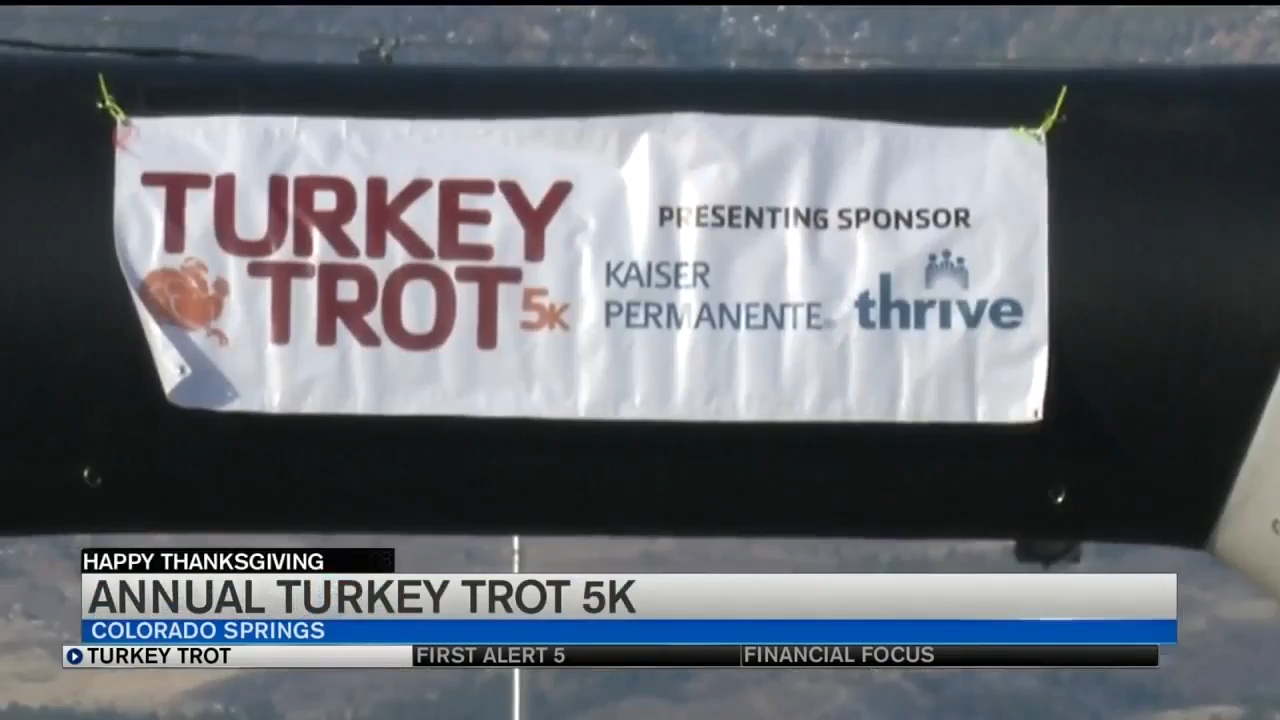 TURKEY
TROT 5K
PRESENTING SPONSOR
KAISER
PERMANENTE
thrive
HAPPY THANKSGIVING
ANNUAL TURKEY TROT 5K
COLORADO SPRINGS
TURKEY TROT
FIRST ALERT 5
FINANCIAL FOCUS